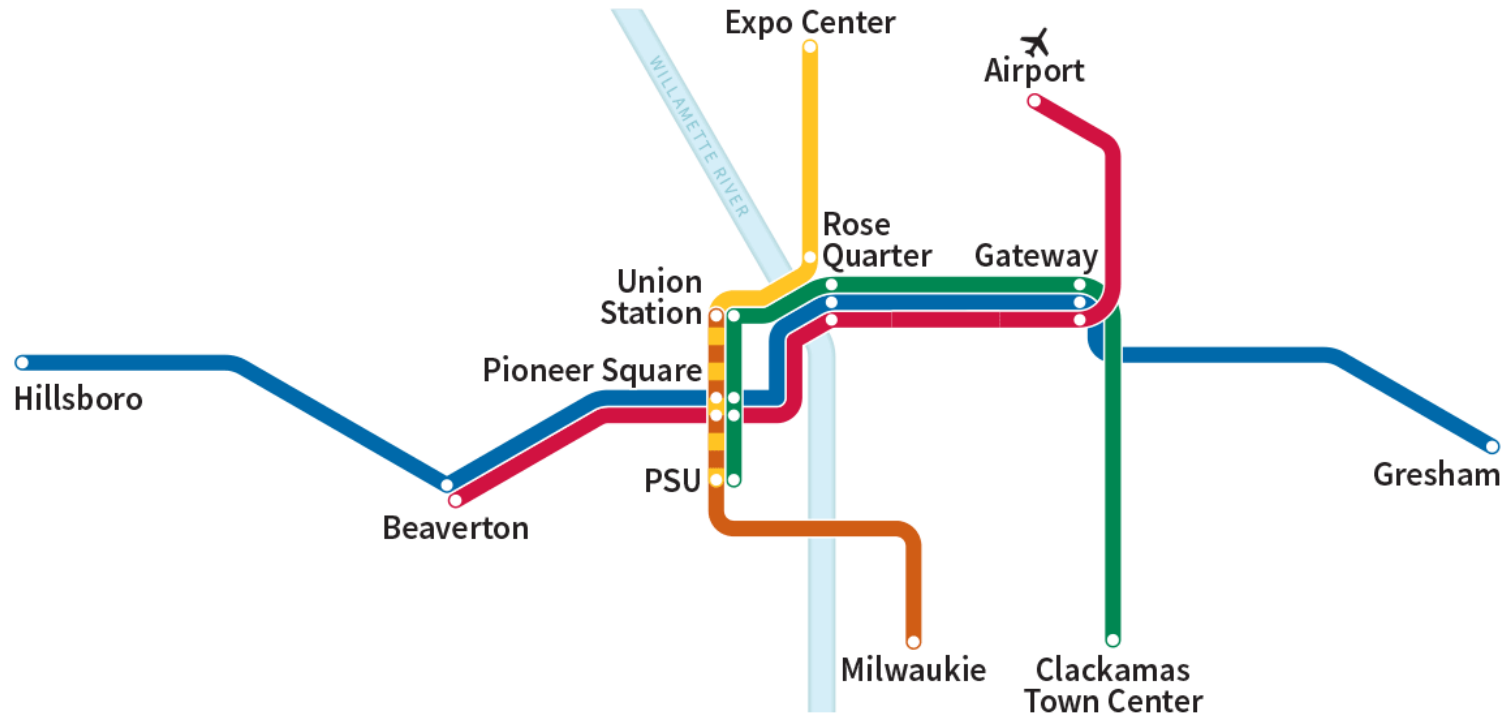 Expo Center
Airport
WILLAMETTE RIVER
Rose
Quarter
Gateway
Union
Station
Pioneer Square
Hillsboro
PSU
Gresham
Beaverton
Milwaukie
Clackamas
Town Center